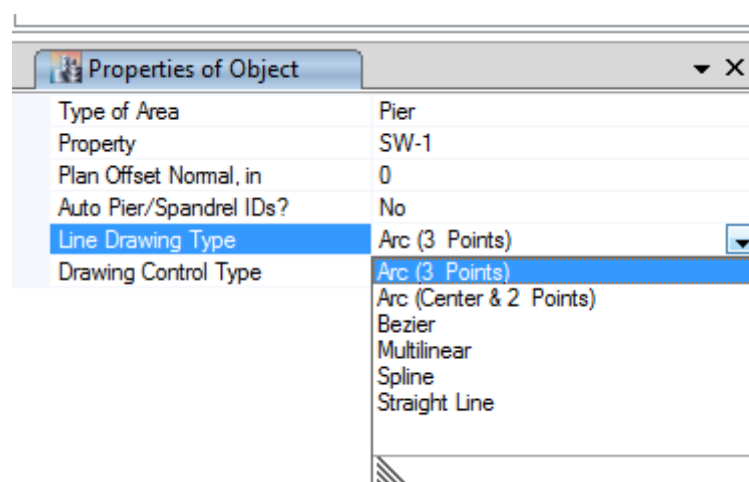 Properties of Object
Type of Area Pier
Property SW-1
Plan Offset Normal, in 0
Auto Pier/Spandrel IDs? No
Line Drawing Type Arc (3 Points)
Drawing Control Type Arc (3 Points)
Arc (Center & 2 Points)
Bezier
Multilinear
Spline
Straight Line